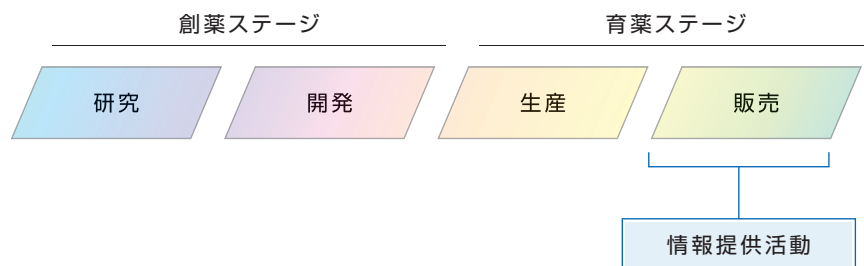 創薬ステージ
育薬ステージ
研究
開発
生産
販売
情報提供活動